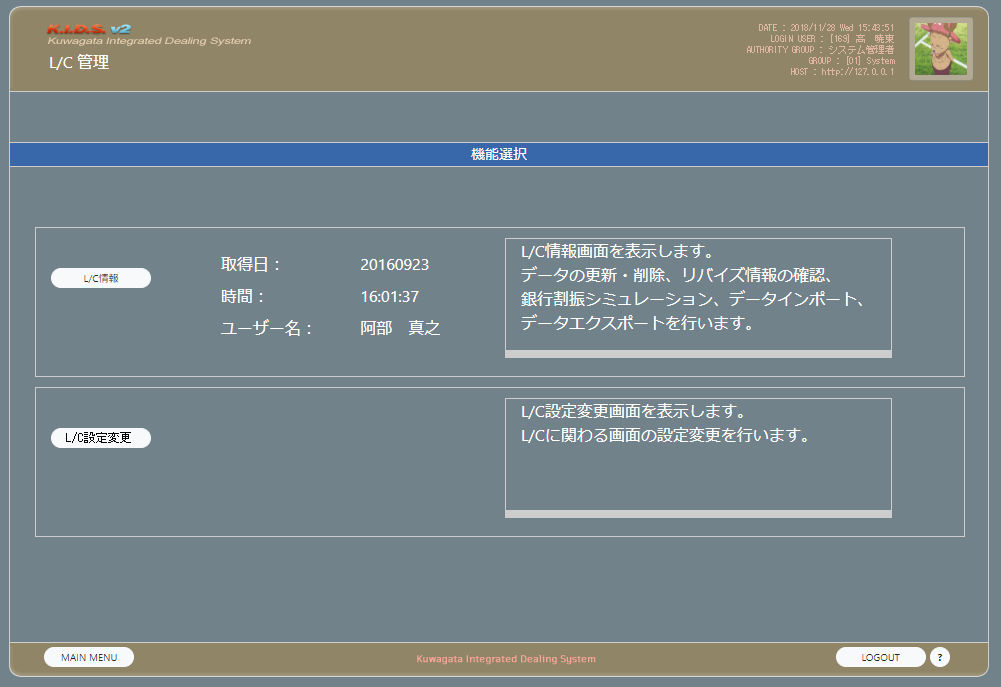 K.I.D.S. v2
Kuwagata Integrated Dealing System
L/C 管理
DATE : 2018/11/28 Wed 15:43:51
LOGIN USER : [169] 高　暁東
AUTHORITY GROUP : システム管理者
GROUP : [01] System
HOST : http://127.0.0.1
機能選択
L/C情報
取得日： 20160923
時間： 16:01:37
ユーザー名： 阿部　真之
L/C情報画面を表示します。
データの更新・削除、リバイズ情報の確認、
銀行割振シミュレーション、データインポート、
データエクスポートを行います。
L/C設定変更
L/C設定変更画面を表示します。
L/Cに関わる画面の設定変更を行います。
MAIN MENU
Kuwagata Integrated Dealing System
LOGOUT
?